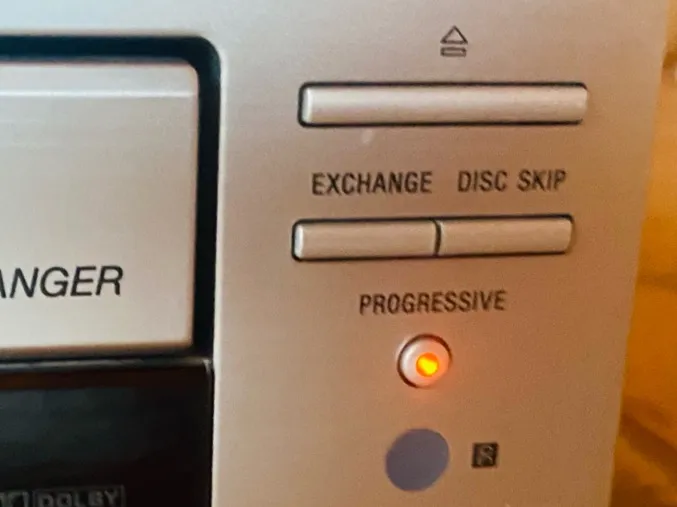 EXCHANGE DISC SKIP
ANGER
PROGRESSIVE
DOLBY